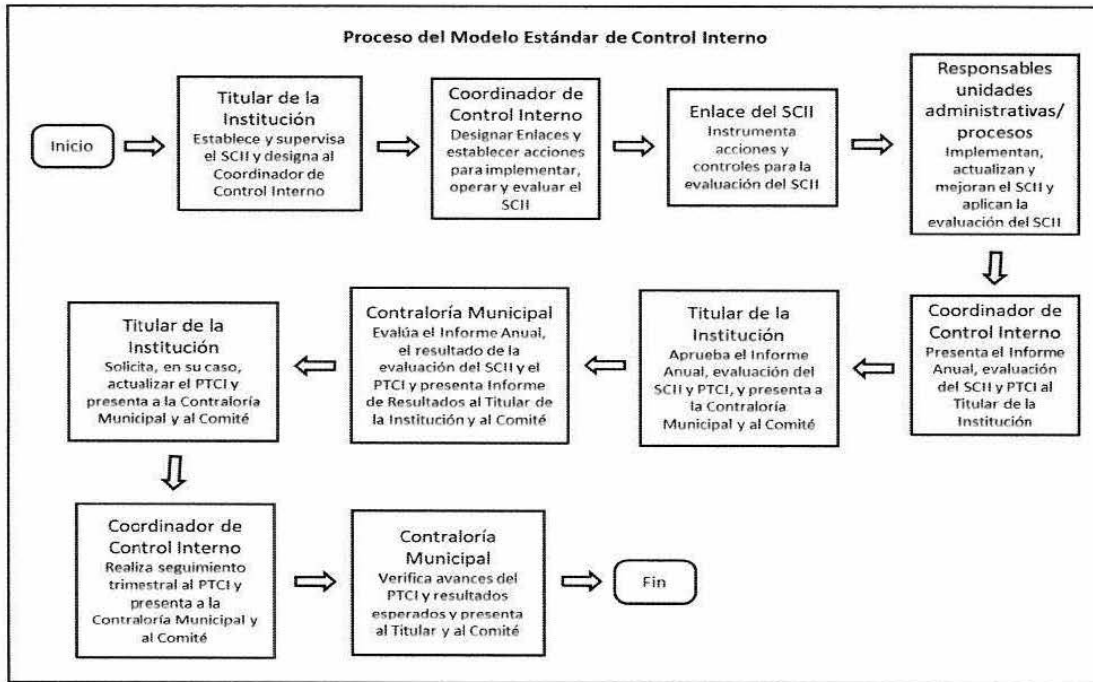 Proceso del Modelo Estándar de Control Interno
Inicio
Titular de la
Institución
Establece y supervisa
el SCII y designa al
Coordinador de
Control Interno
Coordinador de
Control Interno
Designar Enlaces y
establecer acciones
para implementar,
operar y evaluar el
SCII
Enlace del SCII
Instrumenta
acciones y
controles para la
evaluación del SCII
Responsables
unidades
administrativas/
procesos
Implementan,
actualizan y
mejoran el SCII y
aplican la
evaluación del SCII
Coordinador de
Control Interno
Presenta el Informe
Anual, evaluación
del SCII y PTCI al
Titular de la
Institución
Titular de la
Institución
Aprueba el Informe
Anual, evaluación del
SCII y PTCI, y presenta a
la Contraloría
Municipal y al Comité
Contraloría Municipal
Evalúa el Informe Anual,
el resultado de la
evaluación del SCII y el
PTCI y presenta Informe
de Resultados al Titular de
la Institución y al Comité
Titular de la
Institución
Solicita, en su caso,
actualizar el PTCI y
presenta a la Contraloría
Municipal y al Comité
Coordinador de
Control Interno
Realiza seguimiento
trimestral al PTCI y
presenta a la
Contraloría Municipal y
al Comité
Contraloría
Municipal
Verifica avances del
PTCI y resultados
esperados y presenta
al Titular y al Comité
Fin